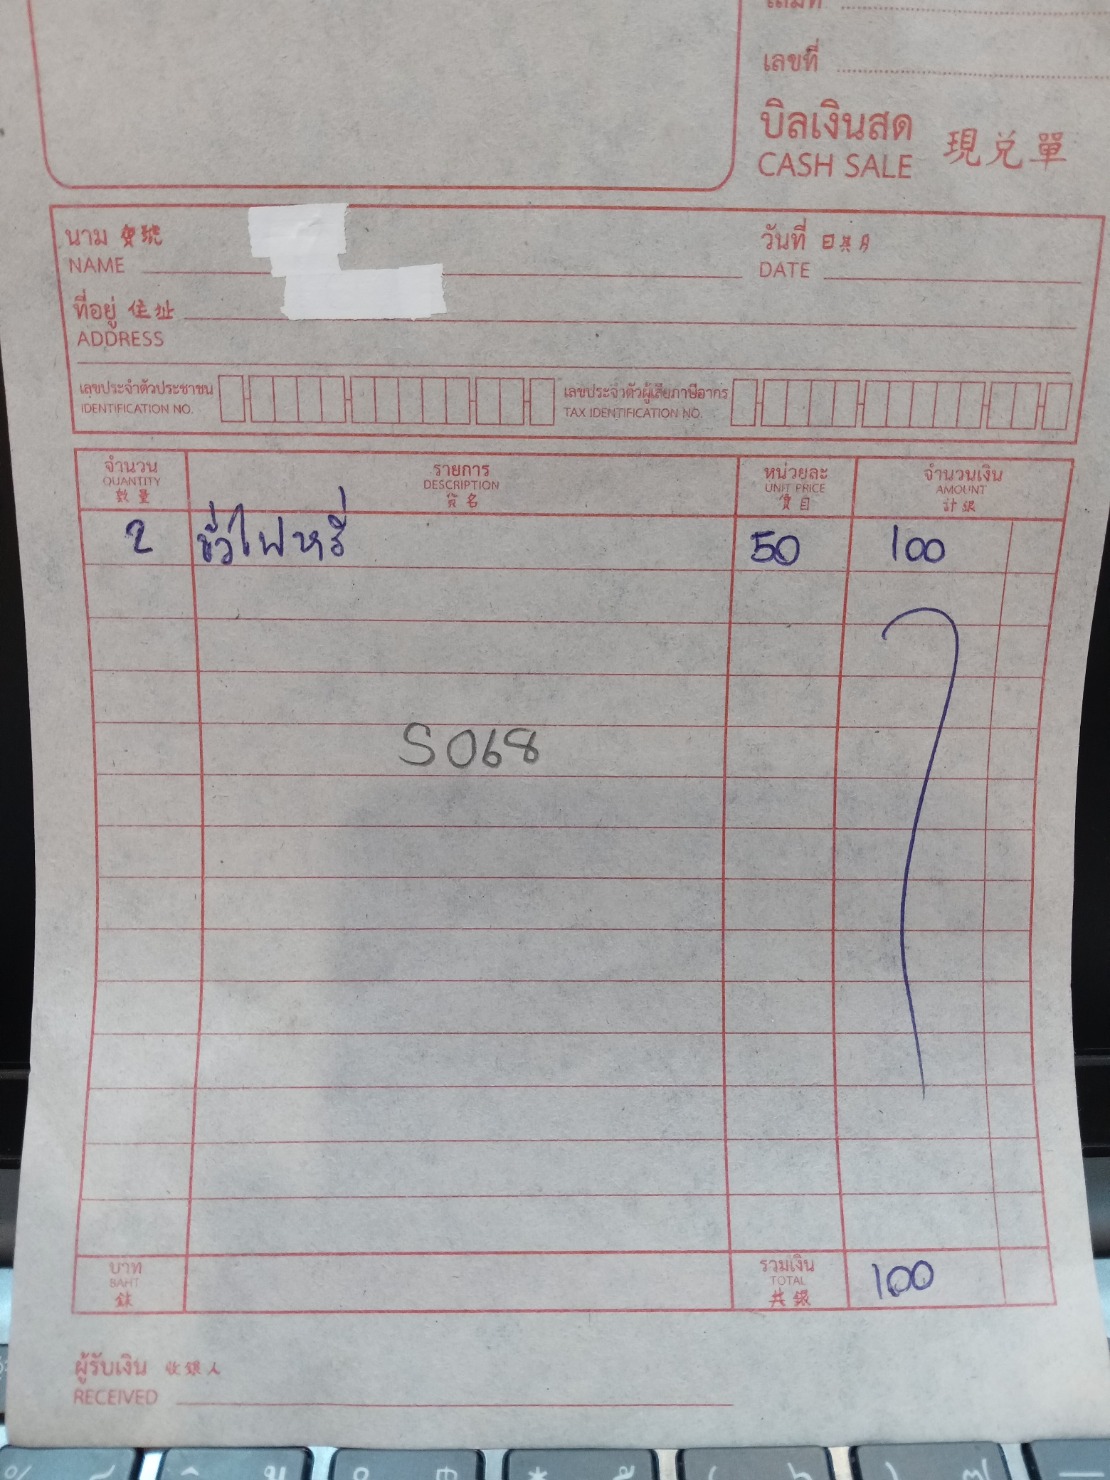 เลขที่
บิลเงินสด 現兑單
CASH SALE
นาม 寶號
NAME
วันที่ 日其月
DATE
ที่อยู่ 住址
ADDRESS
เลขประจำตัวประชาชน
IDENTIFICATION NO.
เลขประจำตัวผู้เสียภาษีอากร
TAX IDENTIFICATION NO.
จำนวน รายการ หน่วยละ จำนวนเงิน
QUANTITY DESCRIPTION UNIT PRICE AMOUNT
數量 貨名 價目 計銀
2 ขั้วไฟหรี่ 50 100
S068
บาท รวมเงิน
BAHT TOTAL 100
銖 共銀
ผู้รับเงิน 收銀人
RECEIVED